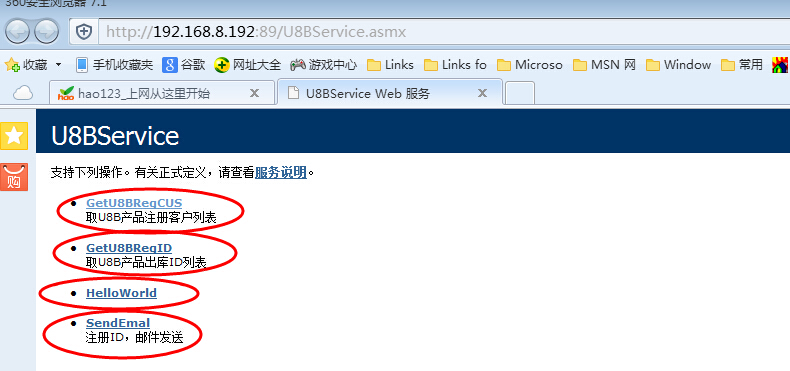 360安全浏览器 7.1
http://192.168.8.192:89/U8BService.asmx
收藏 手机收藏夹 谷歌 网址大全 游戏中心 Links Links fo Microso MSN 网 Window 常用
hao123_上网从这里开始 U8BService Web 服务
U8BService
支持下列操作。有关正式定义，请查看服务说明。
GetU8BRegCUS
取U8B产品注册客户列表
GetU8BRegID
取U8B产品出库ID列表
HelloWorld
SendEmal
注册ID，邮件发送
购